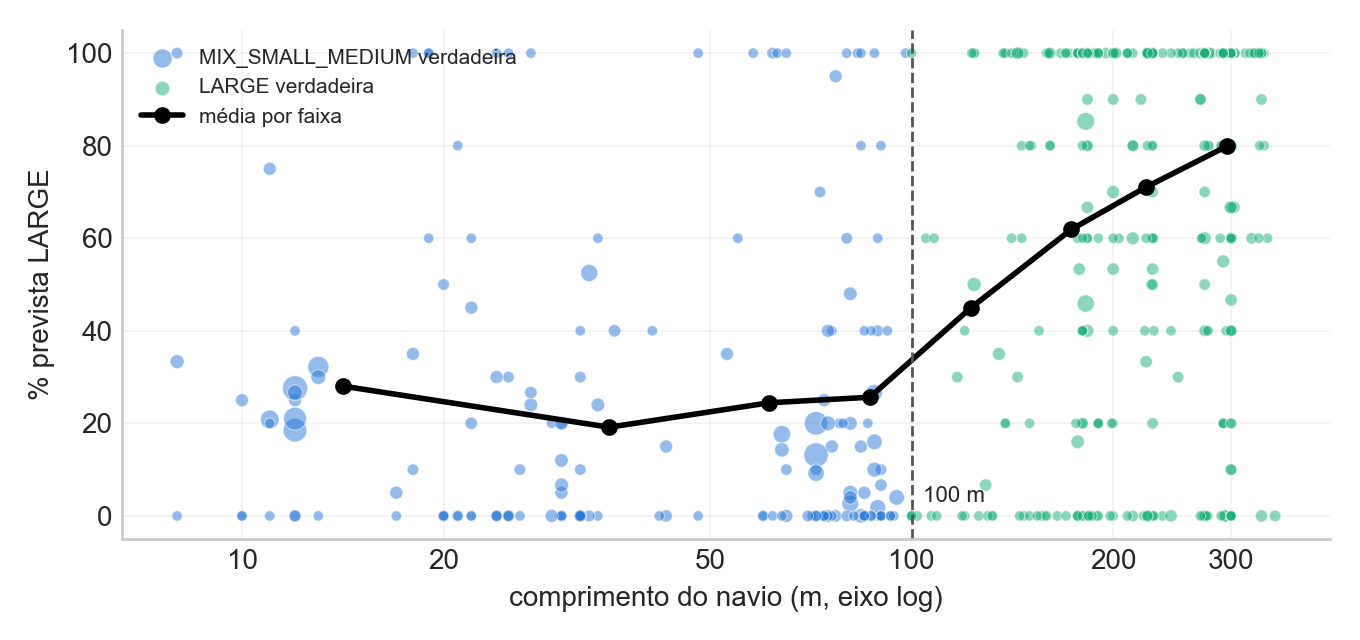 MIX_SMALL_MEDIUM verdadeira
LARGE verdadeira
média por faixa
% prevista LARGE
100
80
60
40
20
0
100 m
10
20
50
100
200
300
comprimento do navio (m, eixo log)